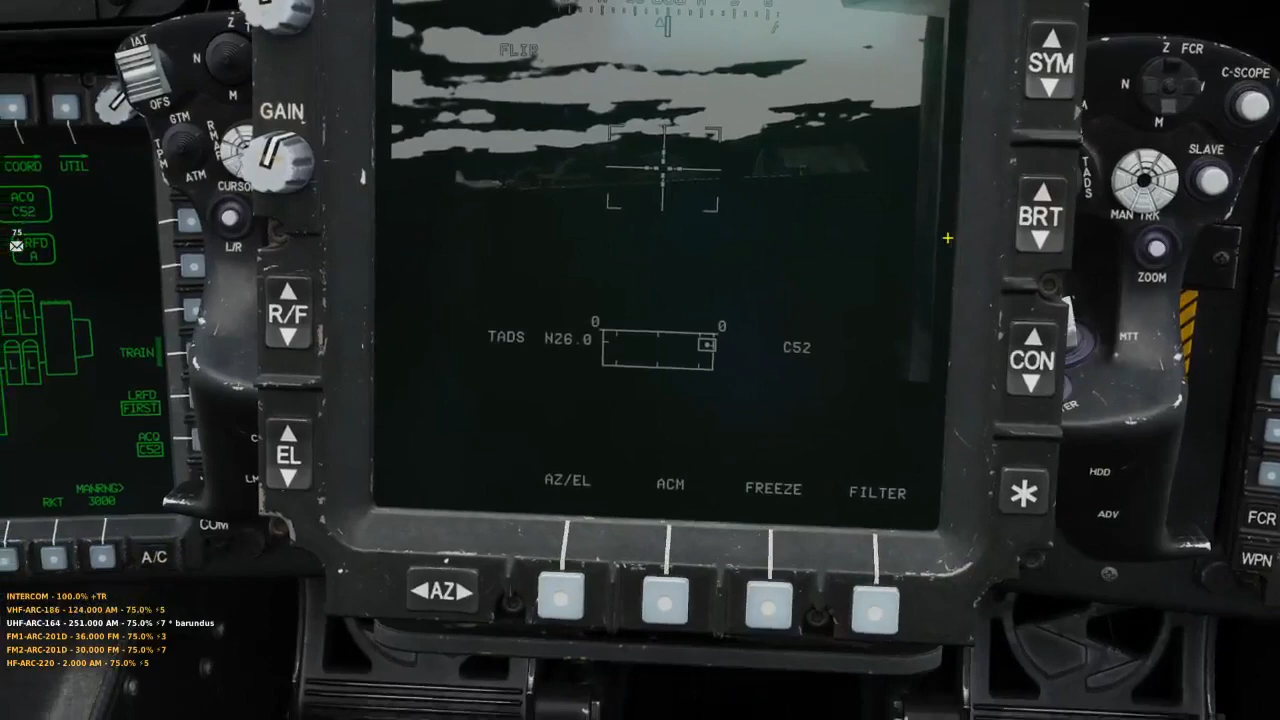 IAT
Z
N
M
OFS
GTM
ATM
GAIN
CURSO
L/R
COORD
UTIL
ACQ
C52
75
RFD
A
TRAIN
LRFD
FIRST
ACQ
C52
MANRNG>
3000
RKT
COM
A/C
R/F
EL
◄AZ►
FLIR
TADS
N26.0
0
0
C52
AZ/EL
ACM
FREEZE
FILTER
SYM
BRT
CON
*
Z
FCR
N
M
C-SCOPE
TADS
SLAVE
MAN TRK
ZOOM
MTT
HDD
ADV
FCR
WPN
INTERCOM - 100.0% +TR
VHF-ARC-186 - 124.000 AM - 75.0% ⚡5
UHF-ARC-164 - 251.000 AM - 75.0% ⚡7 * barundus
FM1-ARC-201D - 36.000 FM - 75.0% ⚡3
FM2-ARC-201D - 30.000 FM - 75.0% ⚡7
HF-ARC-220 - 2.000 AM - 75.0% ⚡5